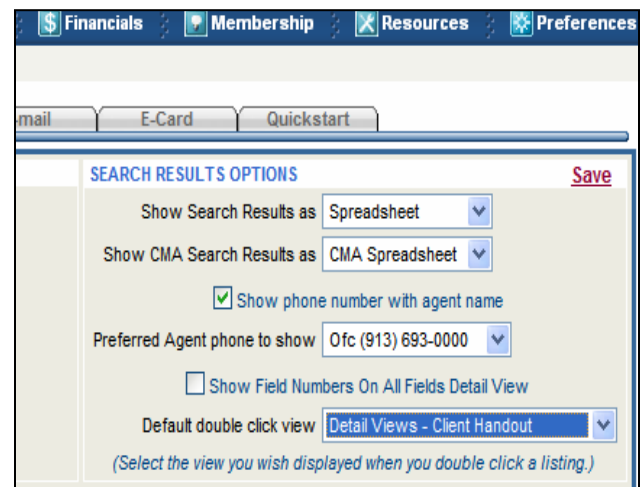 Financials Membership Resources Preferences
-mail E-Card Quickstart
SEARCH RESULTS OPTIONS Save
Show Search Results as Spreadsheet
Show CMA Search Results as CMA Spreadsheet
Show phone number with agent name
Preferred Agent phone to show Ofc (913) 693-0000
Show Field Numbers On All Fields Detail View
Default double click view Detail Views - Client Handout
(Select the view you wish displayed when you double click a listing.)